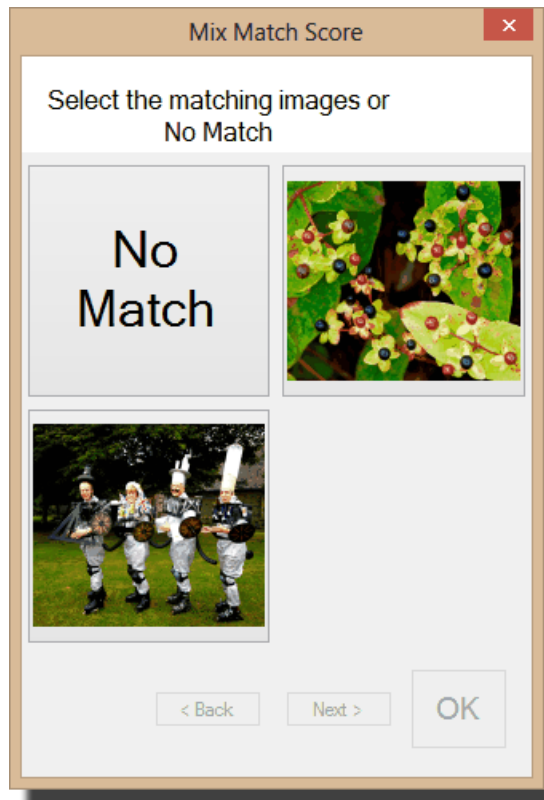 Mix Match Score
Select the matching images or
No Match
No
Match
< Back
Next >
OK